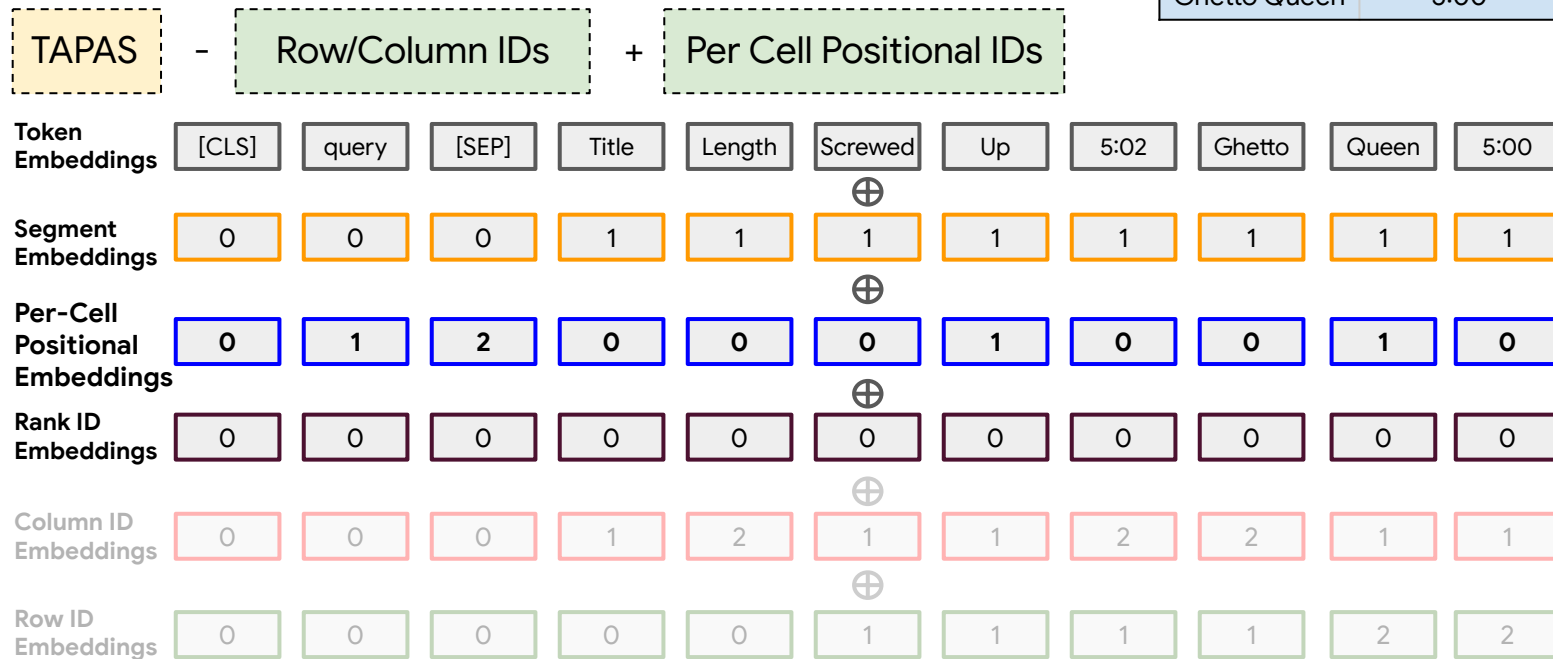 Ghetto Queen 5:00
TAPAS - Row/Column IDs + Per Cell Positional IDs
Token
Embeddings
[CLS] query [SEP] Title Length Screwed Up 5:02 Ghetto Queen 5:00
⊕
Segment
Embeddings
0 0 0 1 1 1 1 1 1 1 1
⊕
Per-Cell
Positional
Embeddings
0 1 2 0 0 0 1 0 0 1 0
⊕
Rank ID
Embeddings
0 0 0 0 0 0 0 0 0 0 0
⊕
Column ID
Embeddings
0 0 0 1 2 1 1 2 2 1 1
⊕
Row ID
Embeddings
0 0 0 0 0 1 1 1 1 2 2